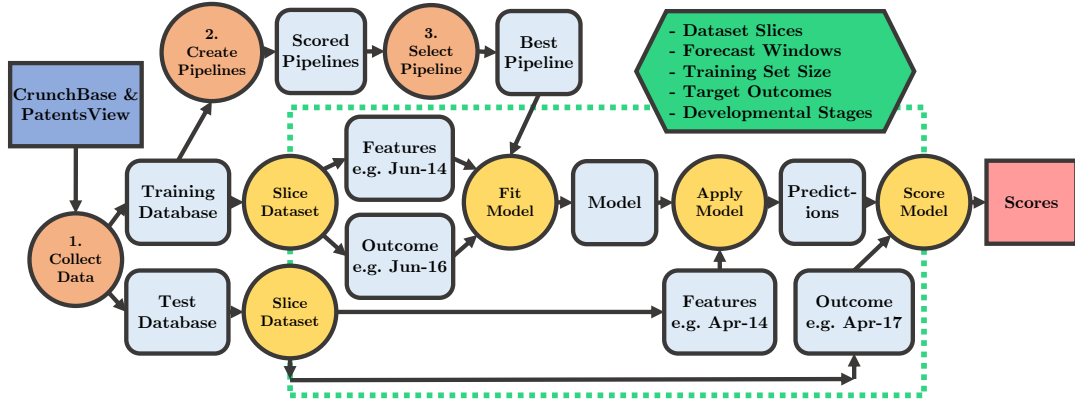 2.
Create
Pipelines
Scored
Pipelines
3.
Select
Pipeline
Best
Pipeline
- Dataset Slices
- Forecast Windows
- Training Set Size
- Target Outcomes
- Developmental Stages
CrunchBase &
PatentsView
Training
Database
Slice
Dataset
Features
e.g. Jun-14
Outcome
e.g. Jun-16
Fit
Model
Model
Apply
Model
Predict-
ions
Score
Model
Scores
1.
Collect
Data
Test
Database
Slice
Dataset
Features
e.g. Apr-14
Outcome
e.g. Apr-17